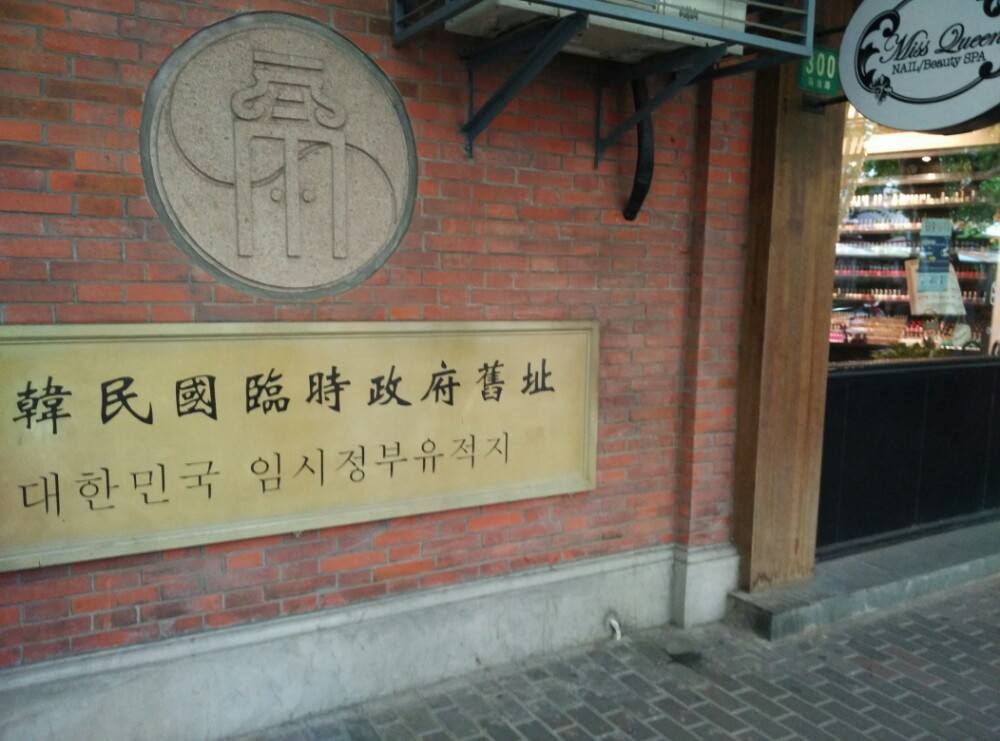 韓民國臨時政府舊址
대한민국 임시정부유적지
300
Miss Queen
NAIL/Beauty SPA